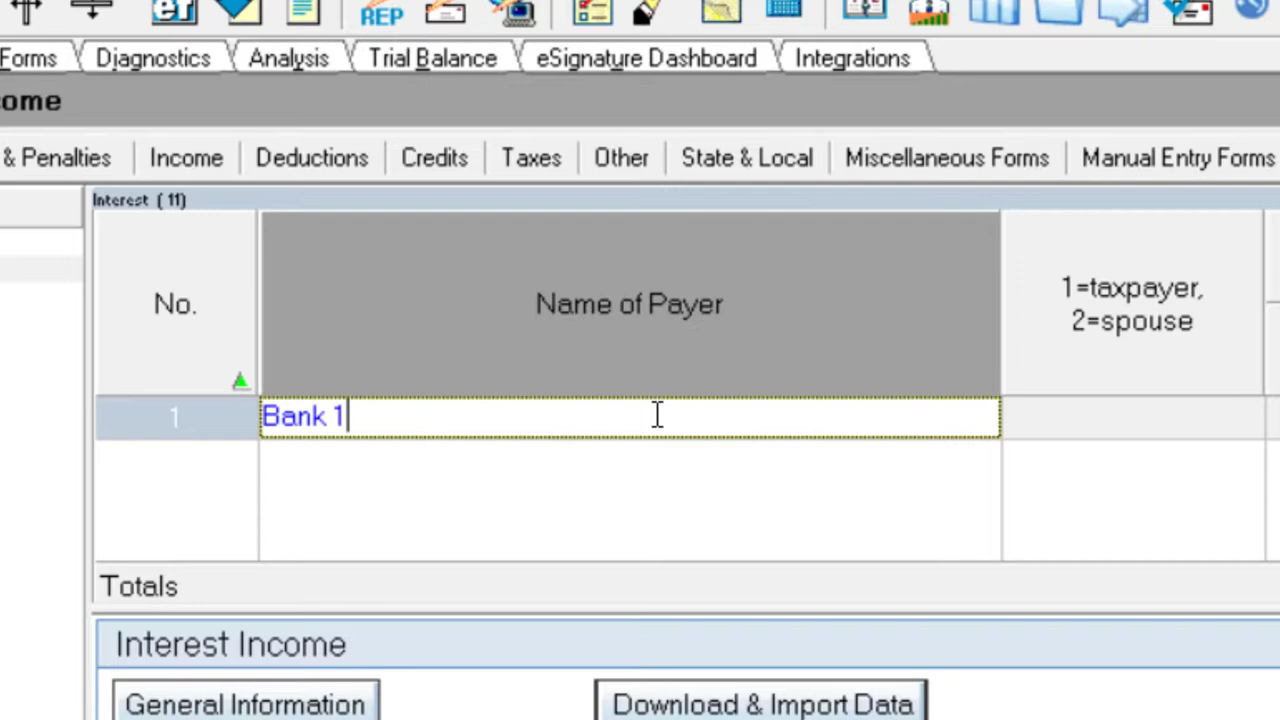 ef REP
Forms Diagnostics Analysis Trial Balance eSignature Dashboard Integrations
come
& Penalties Income Deductions Credits Taxes Other State & Local Miscellaneous Forms Manual Entry Forms
Interest (11)
No. Name of Payer 1=taxpayer,
2=spouse
1 Bank 1
Totals
Interest Income
General Information Download & Import Data